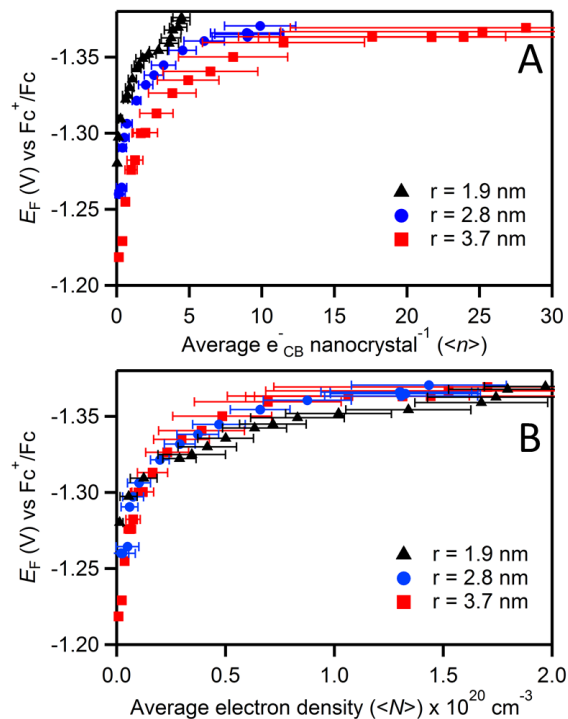 A
-1.35
-1.30
-1.25
-1.20
E_F (V) vs Fc⁺/Fc
r = 1.9 nm
r = 2.8 nm
r = 3.7 nm
0 5 10 15 20 25 30
Average e⁻_CB nanocrystal⁻¹ (<n>)
B
-1.35
-1.30
-1.25
-1.20
E_F (V) vs Fc⁺/Fc
r = 1.9 nm
r = 2.8 nm
r = 3.7 nm
0.0 0.5 1.0 1.5 2.0
Average electron density (<N>) x 10²⁰ cm⁻³